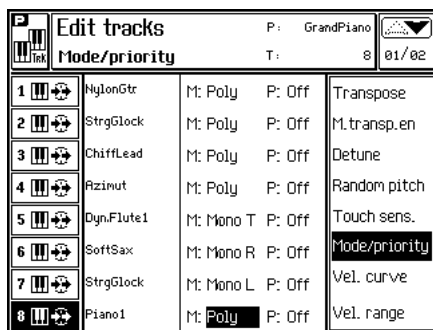 P Edit tracks P: GrandPiano
TRK Mode/priority T: 8 01/02
1 NylonGtr M: Poly P: Off Transpose
2 StrgGlock M: Poly P: Off M.transp.en
3 ChiffLead M: Poly P: Off Detune
4 Azimut M: Poly P: Off Random pitch
5 Dyn.Flute1 M: Mono T P: Off Touch sens.
6 SoftSax M: Mono R P: Off Mode/priority
7 StrgGlock M: Mono L P: Off Vel. curve
8 Piano1 M: Poly P: Off Vel. range